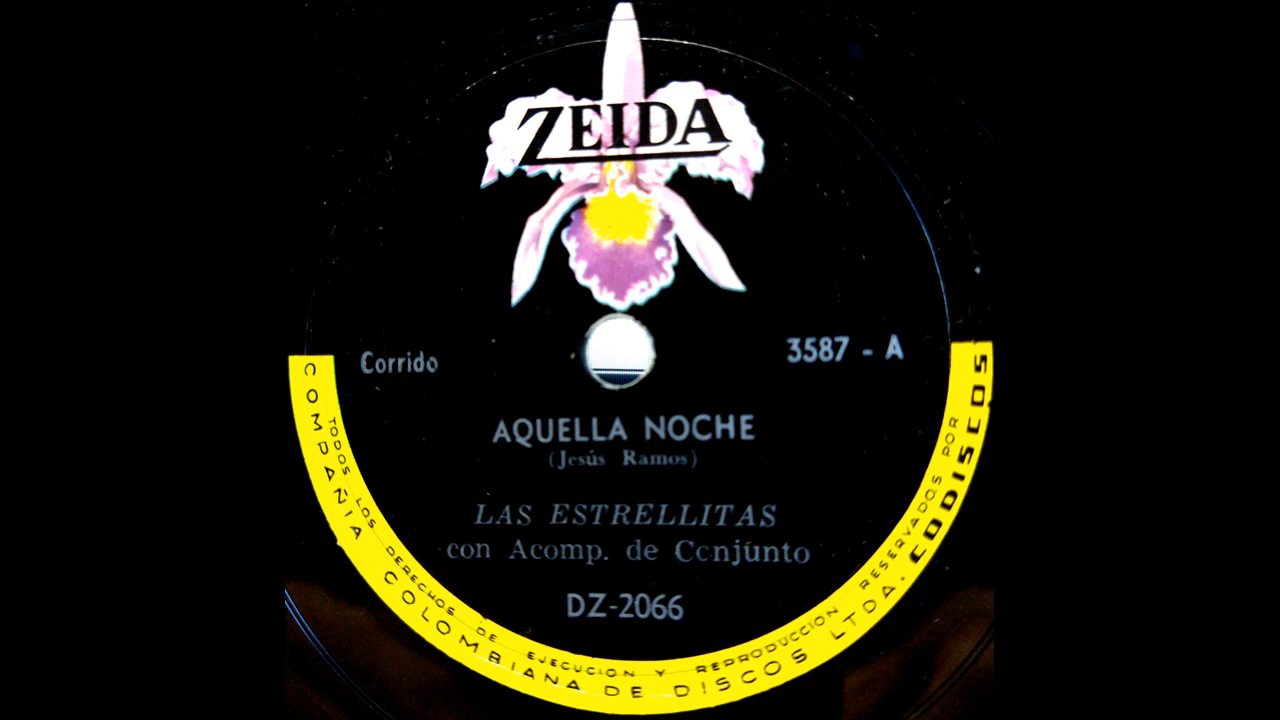 ZEIDA
Corrido
3587 - A
AQUELLA NOCHE
(Jesús Ramos)
LAS ESTRELLITAS
con Acomp. de Ccnjunto
DZ-2066
TODOS LOS DERECHOS DE EJECUCION Y REPRODUCCION RESERVADOS POR
COMPAÑIA COLOMBIANA DE DISCOS LTDA. CODISCOS